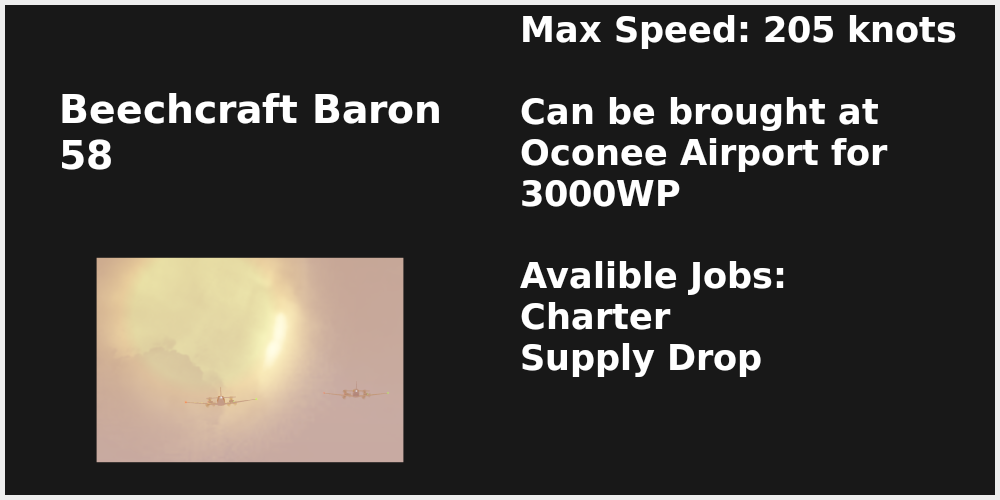 Beechcraft Baron
58
Max Speed: 205 knots
Can be brought at
Oconee Airport for
3000WP
Avalible Jobs:
Charter
Supply Drop